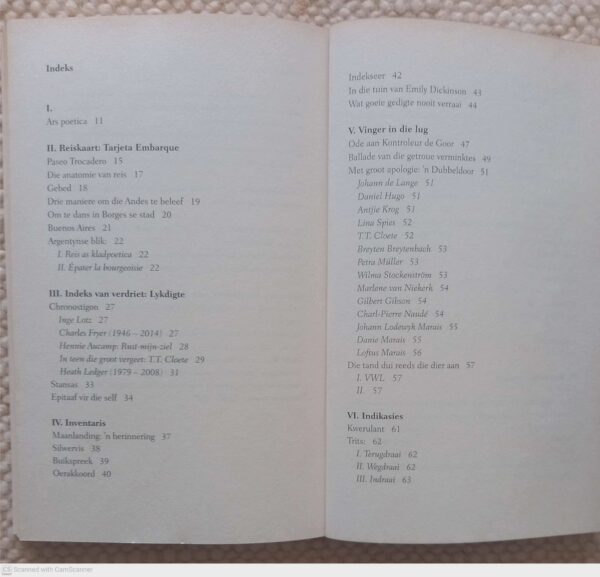 Indeks
I.
Ars poetica 11
II. Reiskaart: Tarjeta Embarque
Paseo Trocadero 15
Die anatomie van reis 17
Gebed 18
Drie maniere om die Andes te beleef 19
Om te dans in Borges se stad 20
Buenos Aires 21
Argentynse blik: 22
I. Reis as kladpoetica 22
II. Épater la bourgeoisie 22
III. Indeks van verdriet: Lykdigte
Chronostigon 27
Inge Lotz 27
Charles Fryer (1946 – 2014) 27
Hennie Aucamp: Rust-mijn-ziel 28
In teen die groot vergeet: T.T. Cloete 29
Heath Ledger (1979 – 2008) 31
Stansas 33
Epitaaf vir die self 34
IV. Inventaris
Maanlanding: 'n herinnering 37
Silwervis 38
Buikspreek 39
Oerakkoord 40
Indekseer 42
In die tuin van Emily Dickinson 43
Wat goeie gedigte nooit verraai 44
V. Vinger in die lug
Ode aan Kontroleur de Goor 47
Ballade van die getroue verminktes 49
Met groot apologie: 'n Dubbeldoor 51
Johann de Lange 51
Daniel Hugo 51
Antjie Krog 51
Lina Spies 52
T.T. Cloete 52
Breyten Breytenbach 53
Petra Müller 53
Wilma Stockenström 53
Marlene van Niekerk 54
Gilbert Gibson 54
Charl-Pierre Naudé 54
Johann Lodewyk Marais 55
Danie Marais 55
Loftus Marais 56
Die tand dui reeds die dier aan 57
I. VWL 57
II. 57
VI. Indikasies
Kwerulant 61
Trits: 62
I. Terugdraai 62
II. Wegdraai 62
III. Indraai 63
CS Scanned with CamScanner